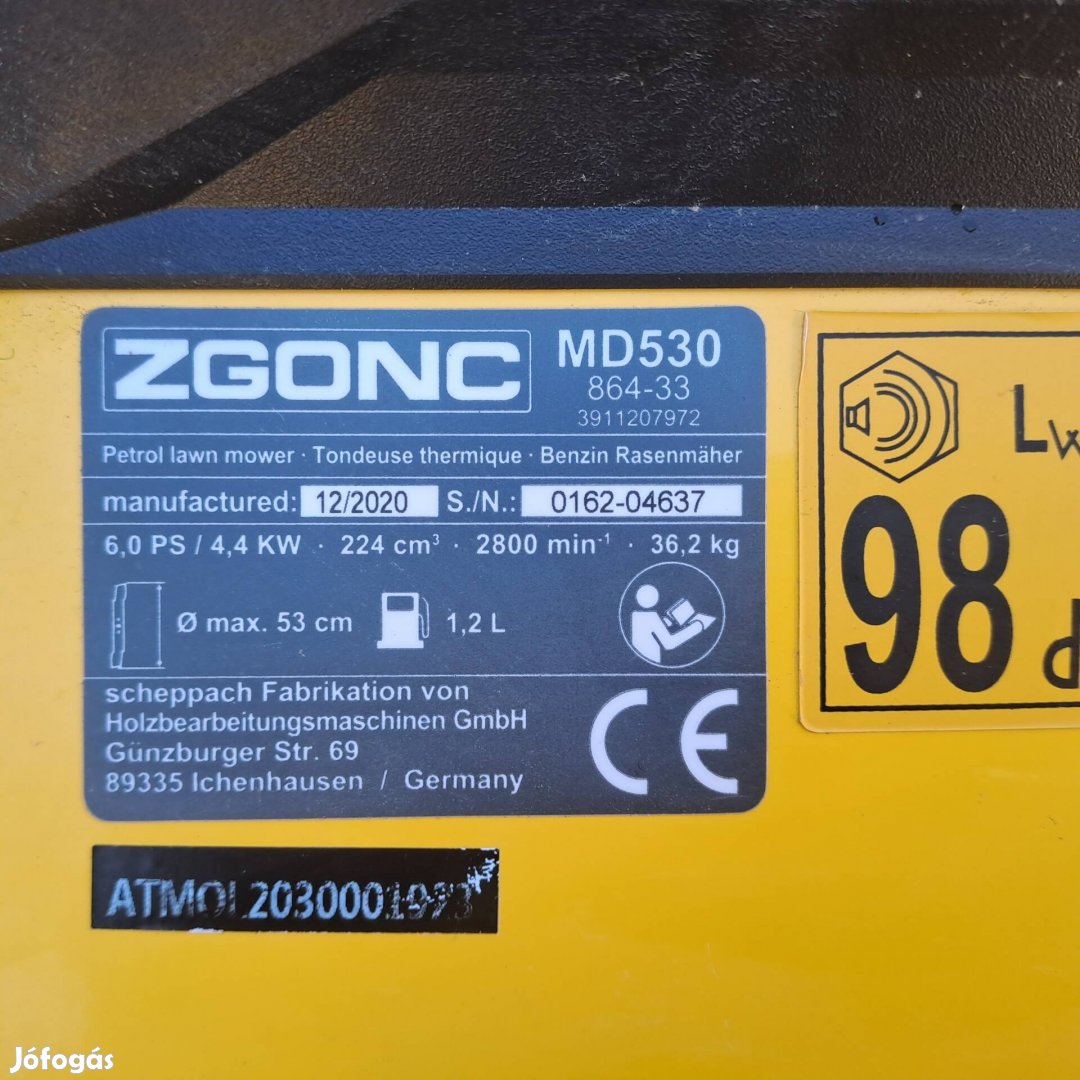 ZGONC
MD530
864-33
3911207972
Petrol lawn mower · Tondeuse thermique · Benzin Rasenmäher
manufactured: 12/2020 S./N.: 0162-04637
6,0 PS / 4,4 KW · 224 cm³ · 2800 min⁻¹ · 36,2 kg
Ø max. 53 cm 1,2 L
scheppach Fabrikation von
Holzbearbeitungsmaschinen GmbH
Günzburger Str. 69
89335 Ichenhausen / Germany
CE
LW
98
Jófogás